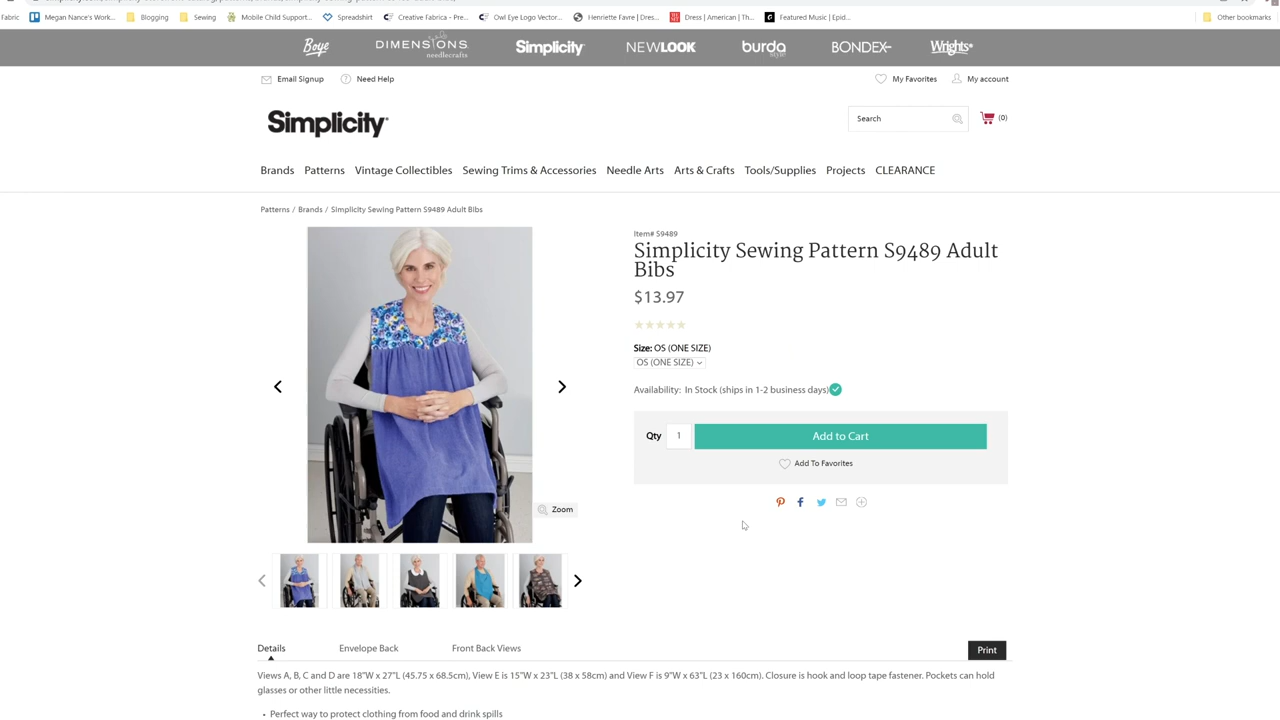 Fabric
Megan Nance's Work...
Blogging
Sewing
Mobile Child Support...
Spreadshirt
Creative Fabrica - Pre...
Owl Eye Logo Vector...
Henriette Favre | Dres...
Dress | American | Th...
Featured Music | Epid...
Other bookmarks
Boye DIMENSIONS needlecrafts Simplicity NEWLOOK burda style BONDEX Wrights
Email Signup Need Help My Favorites My account
Simplicity
Search (0)
Brands Patterns Vintage Collectibles Sewing Trims & Accessories Needle Arts Arts & Crafts Tools/Supplies Projects CLEARANCE
Patterns / Brands / Simplicity Sewing Pattern S9489 Adult Bibs
Item# S9489
Simplicity Sewing Pattern S9489 Adult
Bibs
$13.97
Size: OS (ONE SIZE)
OS (ONE SIZE)
Availability: In Stock (ships in 1-2 business days)
Qty 1 Add to Cart
Add To Favorites
Zoom
Details Envelope Back Front Back Views Print
Views A, B, C and D are 18"W x 27"L (45.75 x 68.5cm), View E is 15"W x 23"L (38 x 58cm) and View F is 9"W x 63"L (23 x 160cm). Closure is hook and loop tape fastener. Pockets can hold
glasses or other little necessities.
• Perfect way to protect clothing from food and drink spills